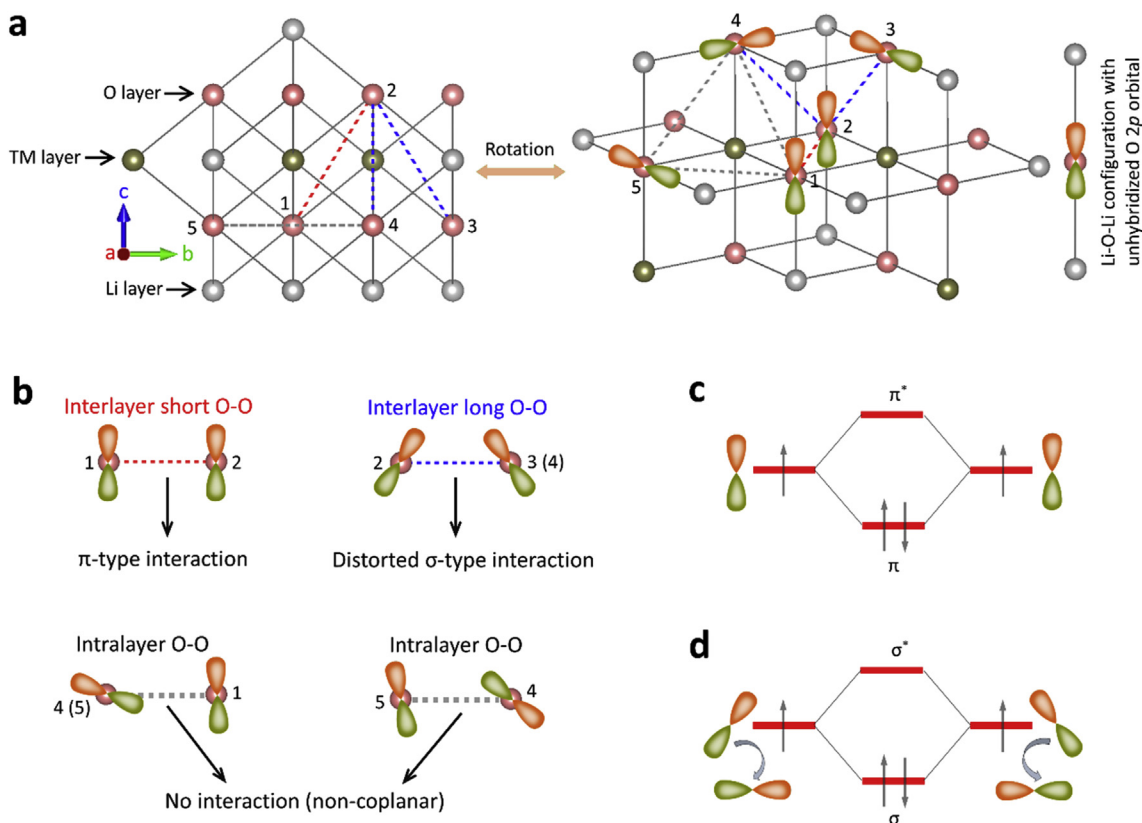 a
O layer
TM layer
Li layer
c
a
b
1
2
3
4
5
Rotation
4
3
2
1
5
Li-O-Li configuration with
unhybridized O 2p orbital
b
Interlayer short O-O
1
2
π-type interaction
Interlayer long O-O
2
3 (4)
Distorted σ-type interaction
Intralayer O-O
4 (5)
1
Intralayer O-O
5
4
No interaction (non-coplanar)
c
π*
π
d
σ*
σ